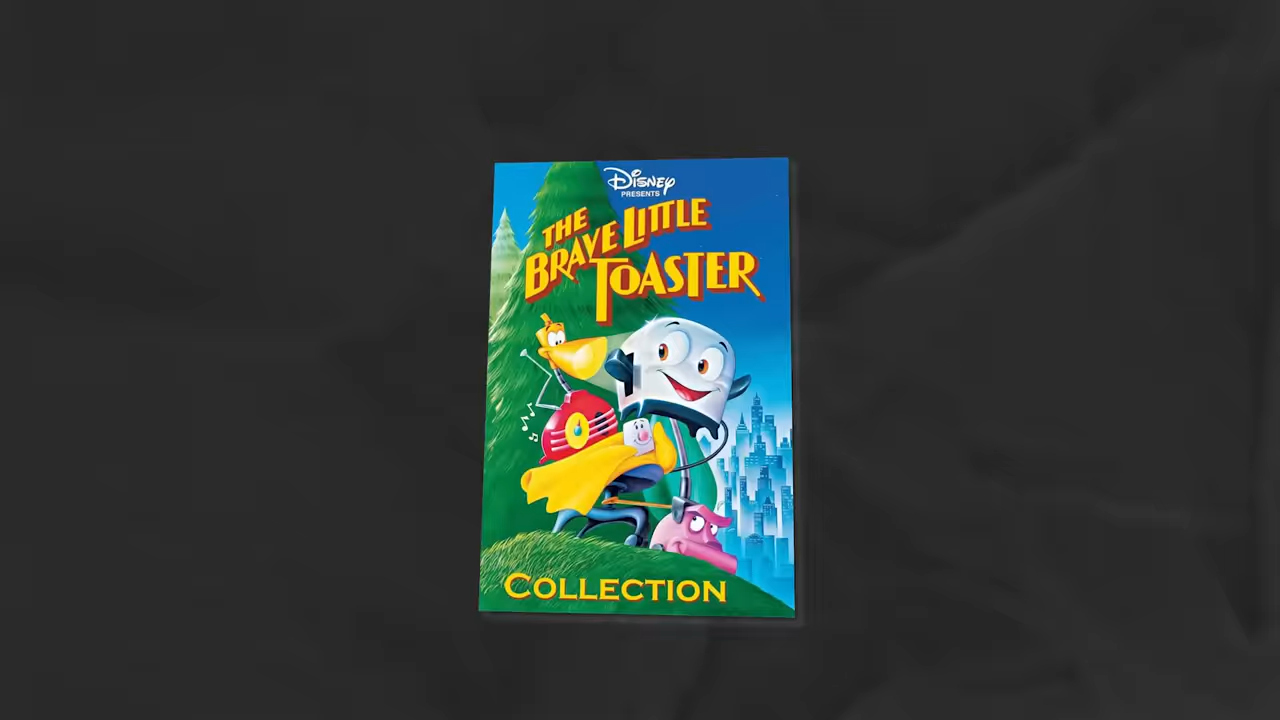 Disney
PRESENTS
THE
BRAVE LITTLE
TOASTER
COLLECTION